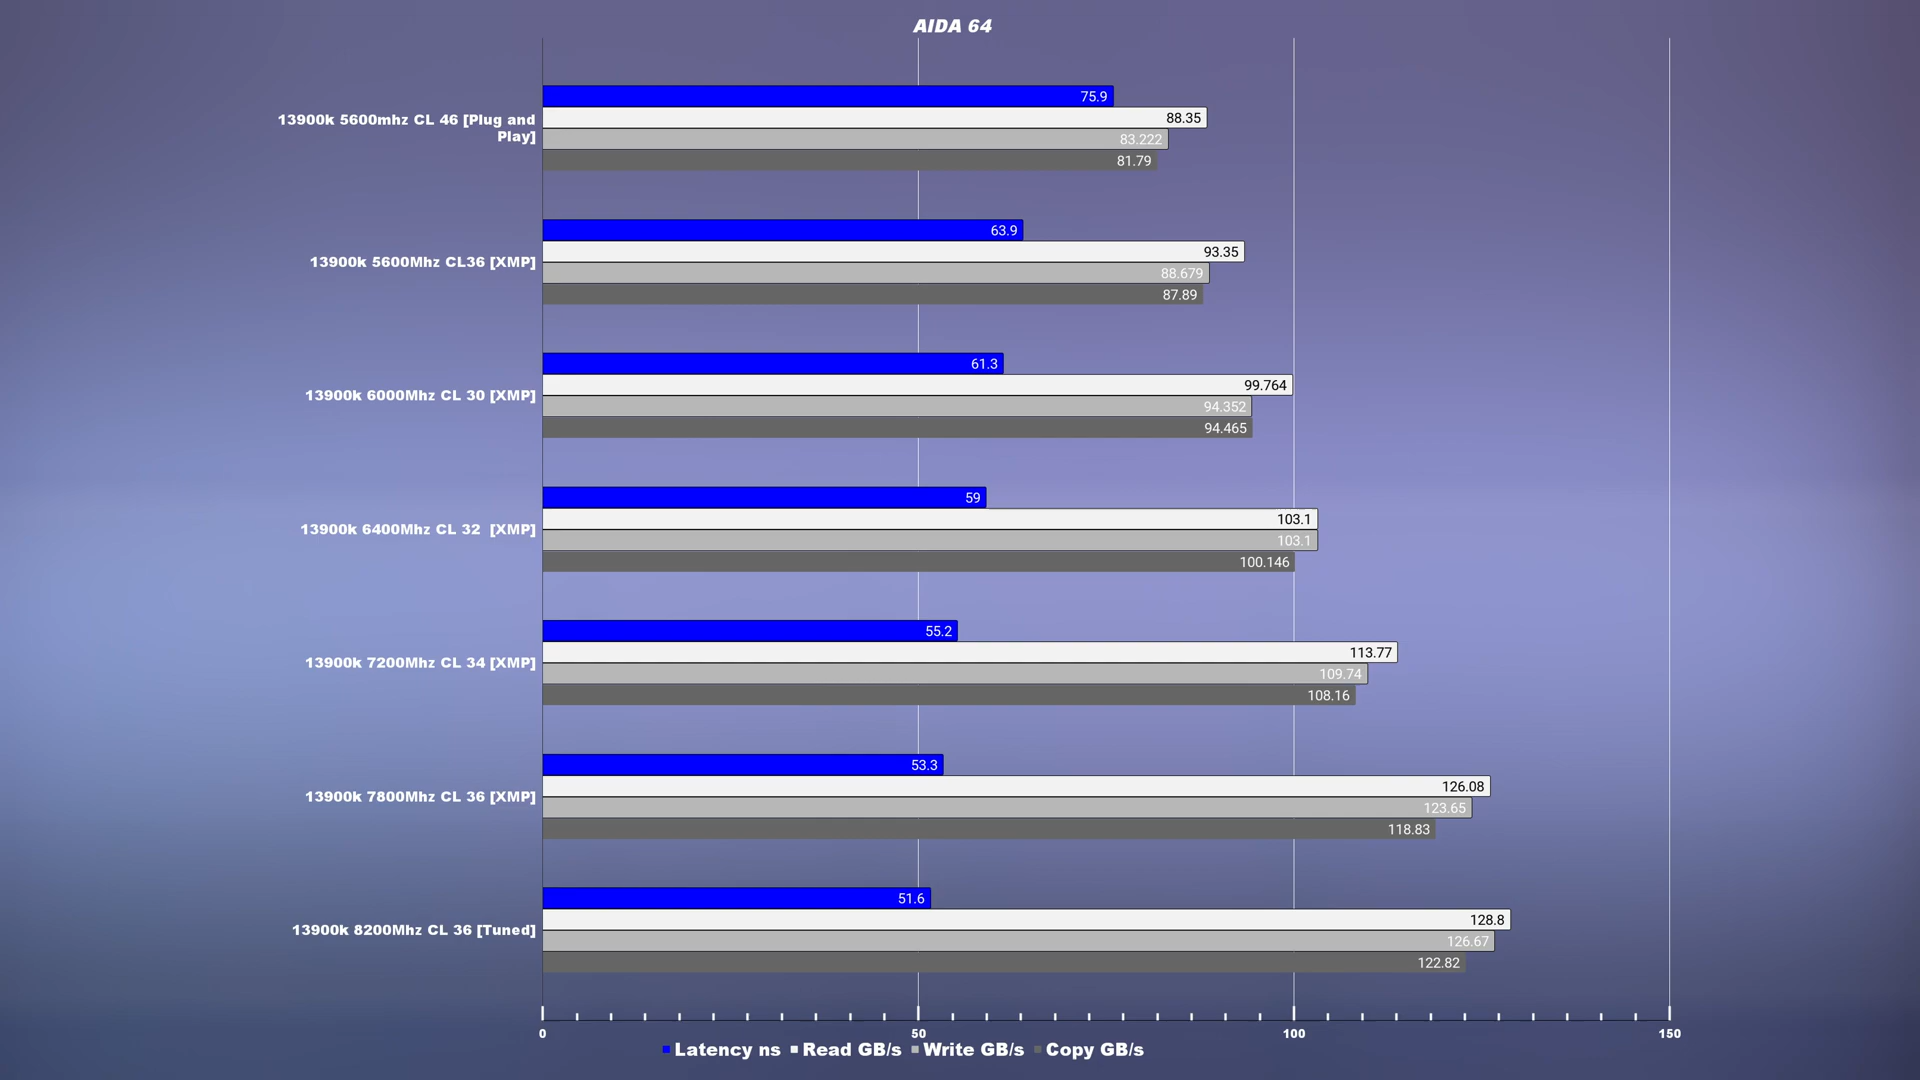 AIDA 64
13900k 5600mhz CL 46 [Plug and
Play]
75.9
88.35
83.222
81.79
13900k 5600Mhz CL36 [XMP]
63.9
93.35
88.679
87.89
13900k 6000Mhz CL 30 [XMP]
61.3
99.764
94.352
94.465
13900k 6400Mhz CL 32  [XMP]
59
103.1
103.1
100.146
13900k 7200Mhz CL 34 [XMP]
55.2
113.77
109.74
108.16
13900k 7800Mhz CL 36 [XMP]
53.3
126.08
123.65
118.83
13900k 8200Mhz CL 36 [Tuned]
51.6
128.8
126.67
122.82
0 50 100 150
Latency ns Read GB/s Write GB/s Copy GB/s